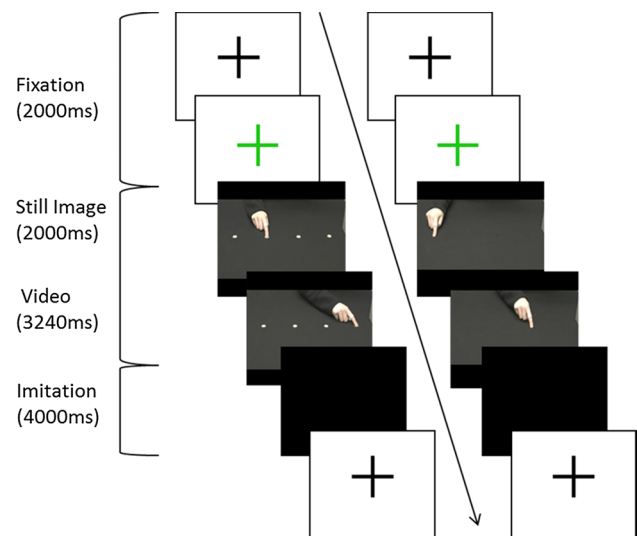 Fixation
(2000ms)
Still Image
(2000ms)
Video
(3240ms)
Imitation
(4000ms)